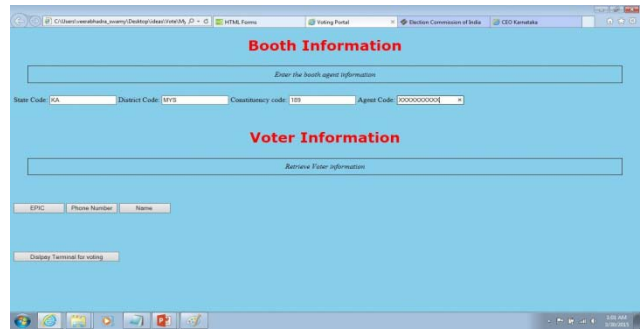 C:\Users\veerabhadra_swamy\Desktop\ideas\Vote\My
HTML Forms
Voting Portal
Election Commission of India
CEO Karnataka
Booth Information
Enter the booth agent information
State Code: KA District Code: MYS Constituency code: 189 Agent Code: XXXXXXXXXX
Voter Information
Retrieve Voter information
EPIC Phone Number Name
Dislpay Terminal for voting